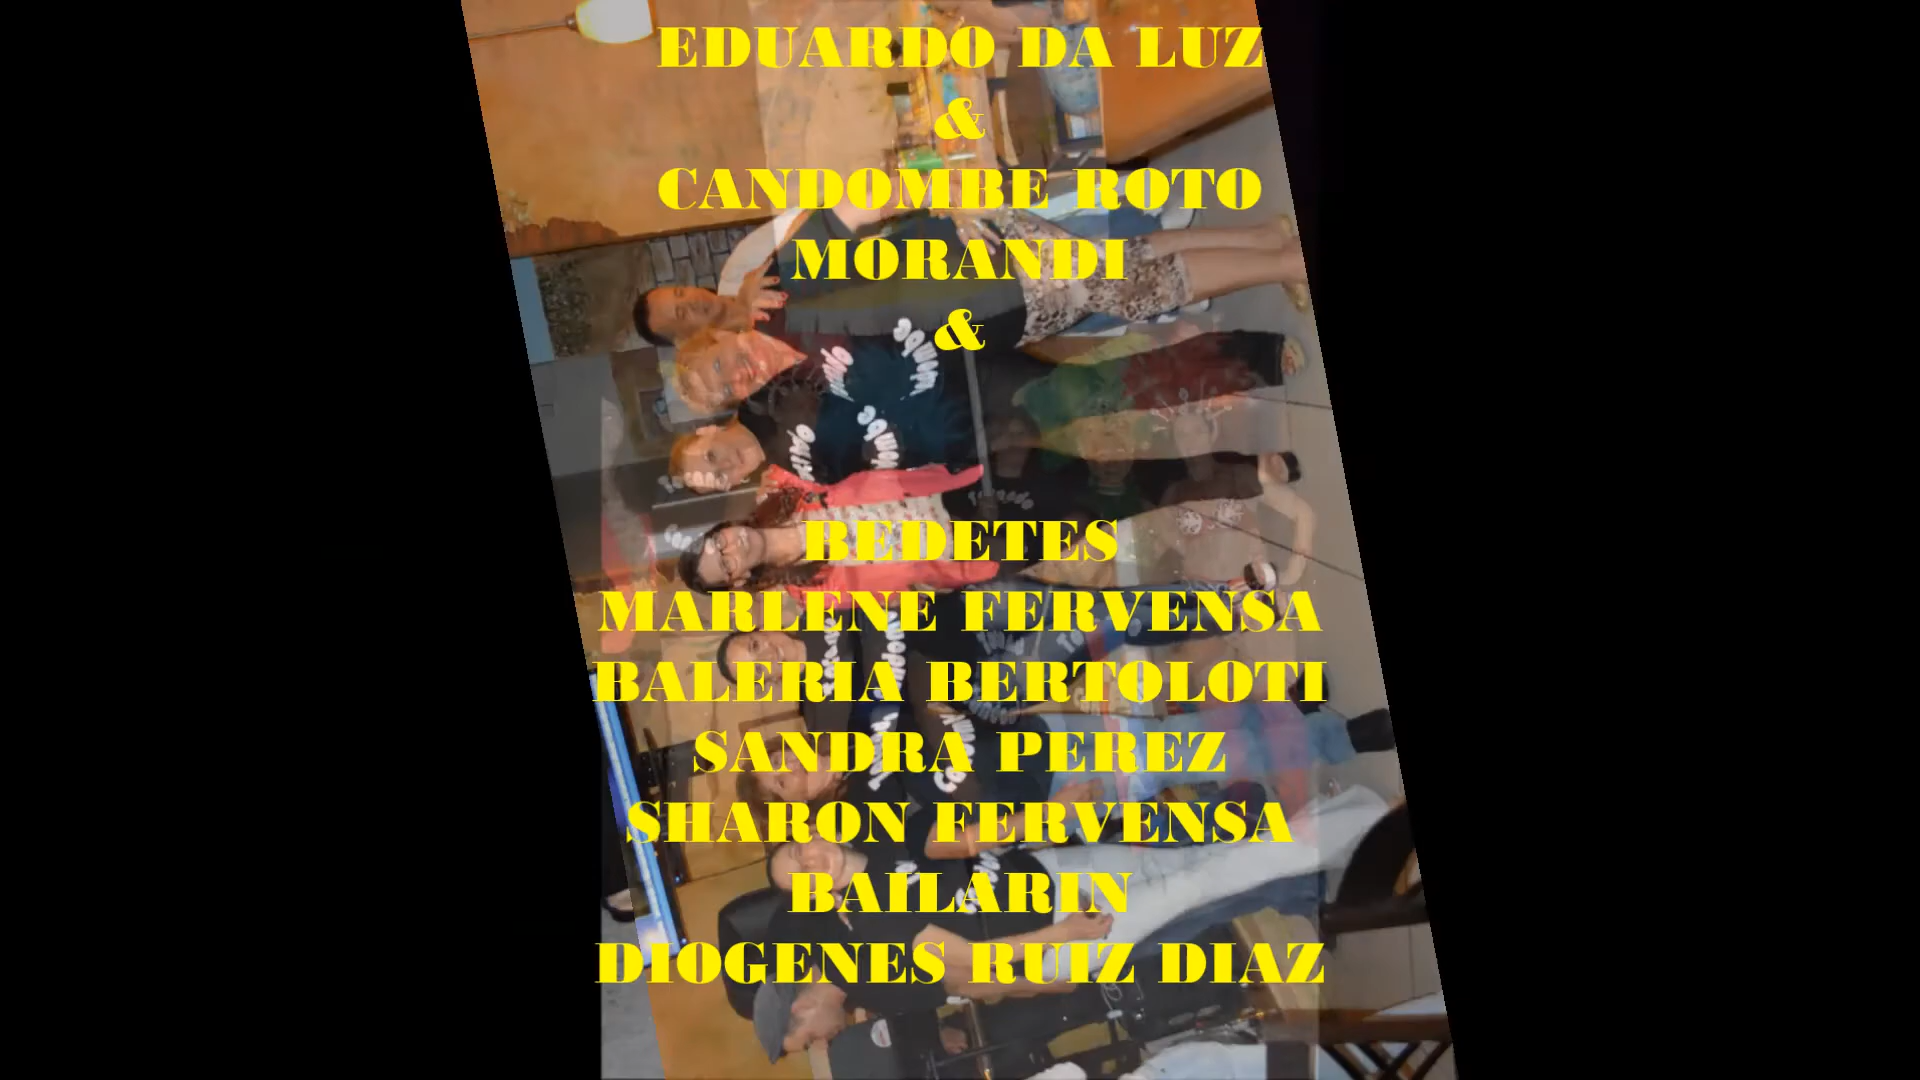 EDUARDO DA LUZ
&
CANDOMBE ROTO
MORANDI
&
BEDETES
MARLENE FERVENSA
BALERIA BERTOLOTI
SANDRA PEREZ
SHARON FERVENSA
BAILARIN
DIOGENES RUIZ DIAZ